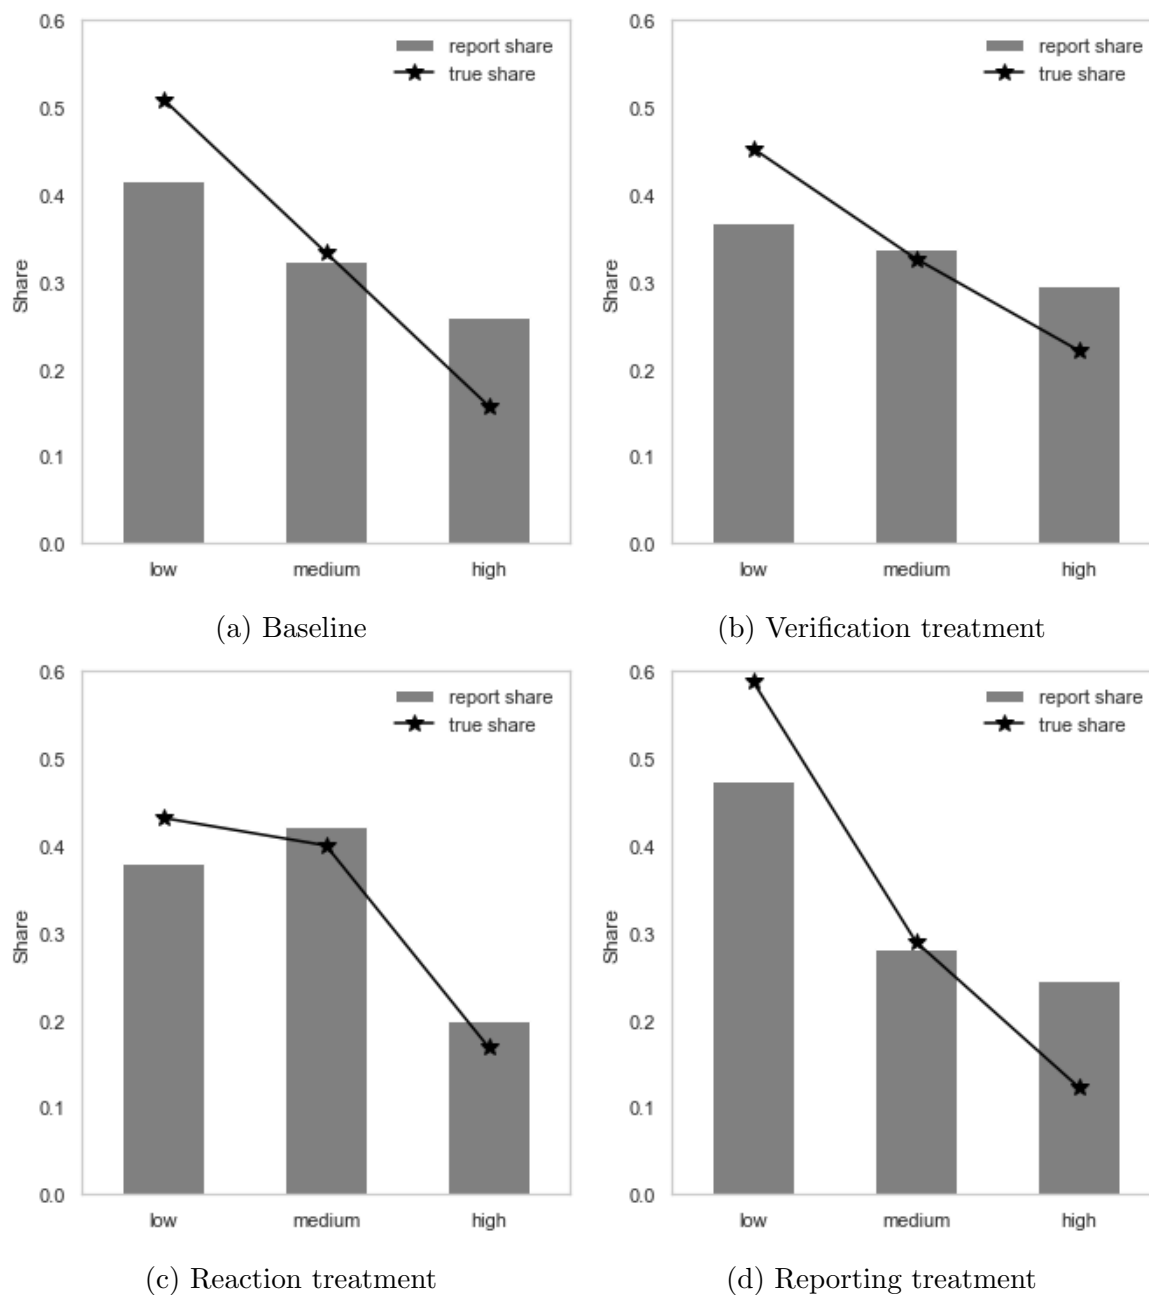 0.6
0.5
0.4
0.3
0.2
0.1
0.0
Share
report share
true share
low medium high
(a) Baseline
0.6
0.5
0.4
0.3
0.2
0.1
0.0
Share
report share
true share
low medium high
(b) Verification treatment
0.6
0.5
0.4
0.3
0.2
0.1
0.0
Share
report share
true share
low medium high
(c) Reaction treatment
0.6
0.5
0.4
0.3
0.2
0.1
0.0
Share
report share
true share
low medium high
(d) Reporting treatment